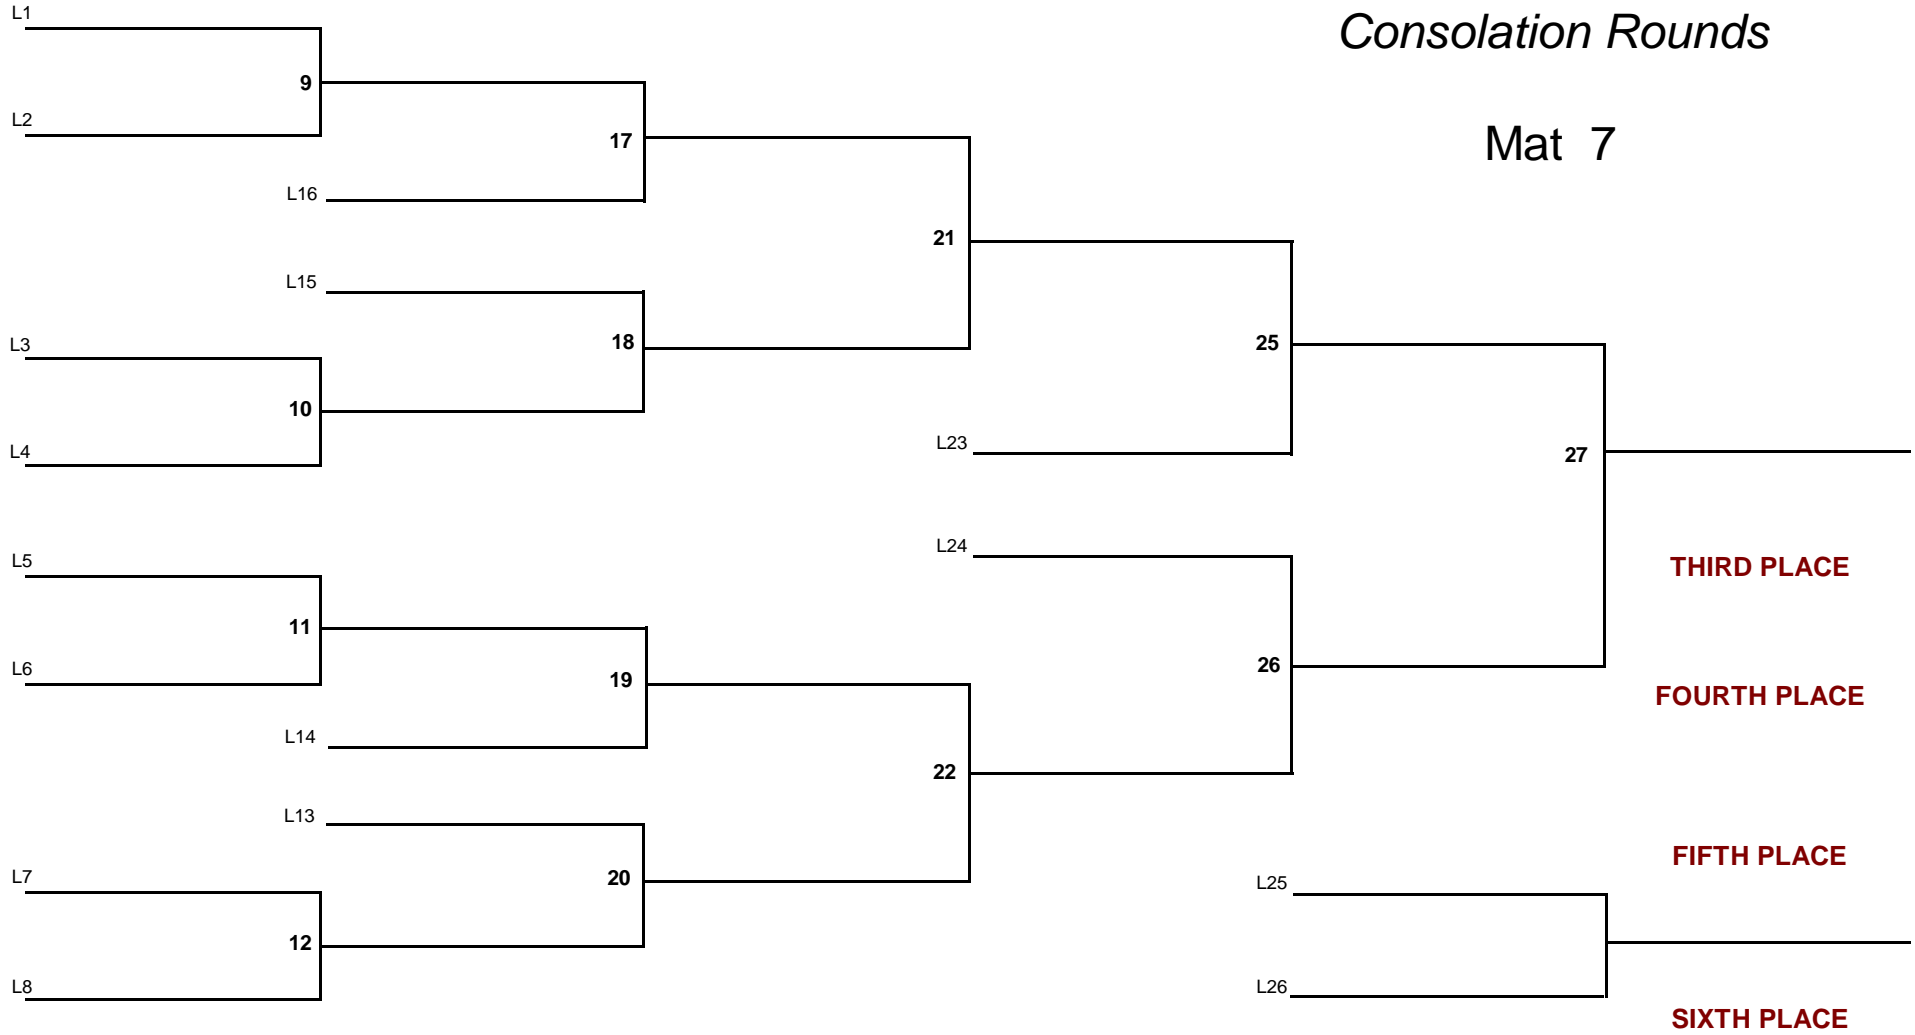 L1
Consolation Rounds
9
L2
17
Mat 7
L16
21
L15
L3
18
25
10
L4
L23
27
L5
L24
THIRD PLACE
11
L6
19
26
FOURTH PLACE
L14
22
L13
FIFTH PLACE
L7
20
L25
12
L8
L26
SIXTH PLACE